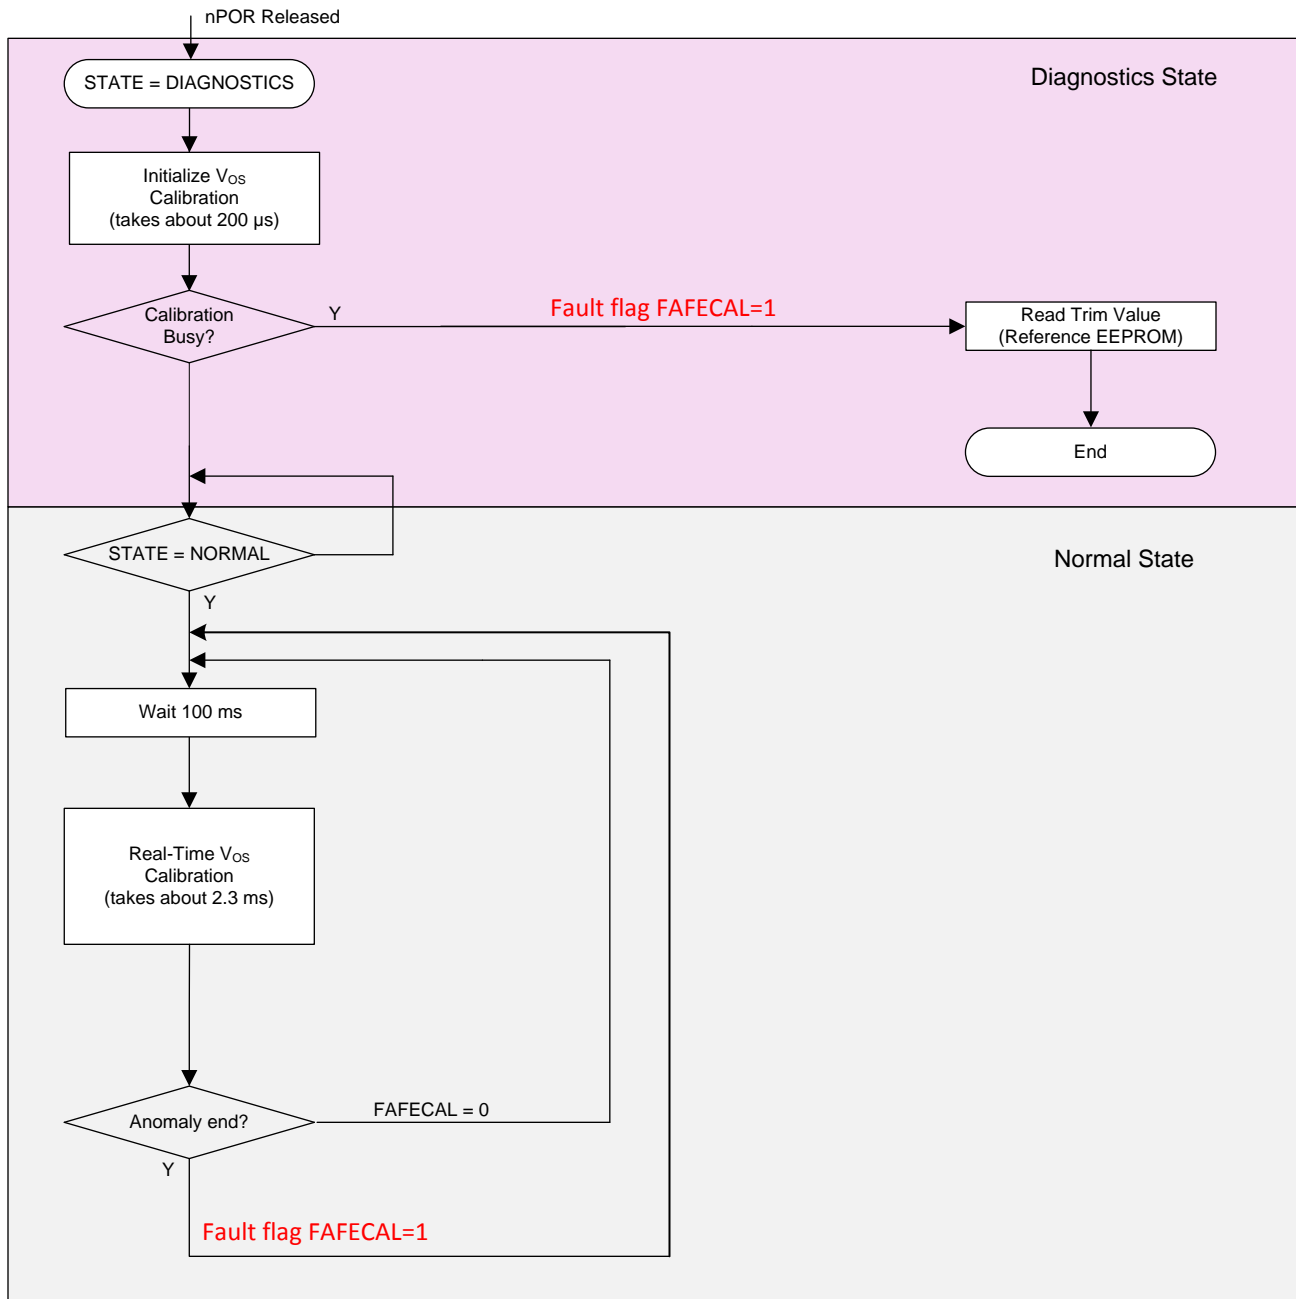 nPOR Released
STATE = DIAGNOSTICS
Diagnostics State
Initialize VOS
Calibration
(takes about 200 µs)
Calibration
Busy?
Y
Fault flag FAFECAL=1
Read Trim Value
(Reference EEPROM)
End
STATE = NORMAL
Normal State
Y
Wait 100 ms
Real-Time VOS
Calibration
(takes about 2.3 ms)
Anomaly end?
FAFECAL = 0
Y
Fault flag FAFECAL=1